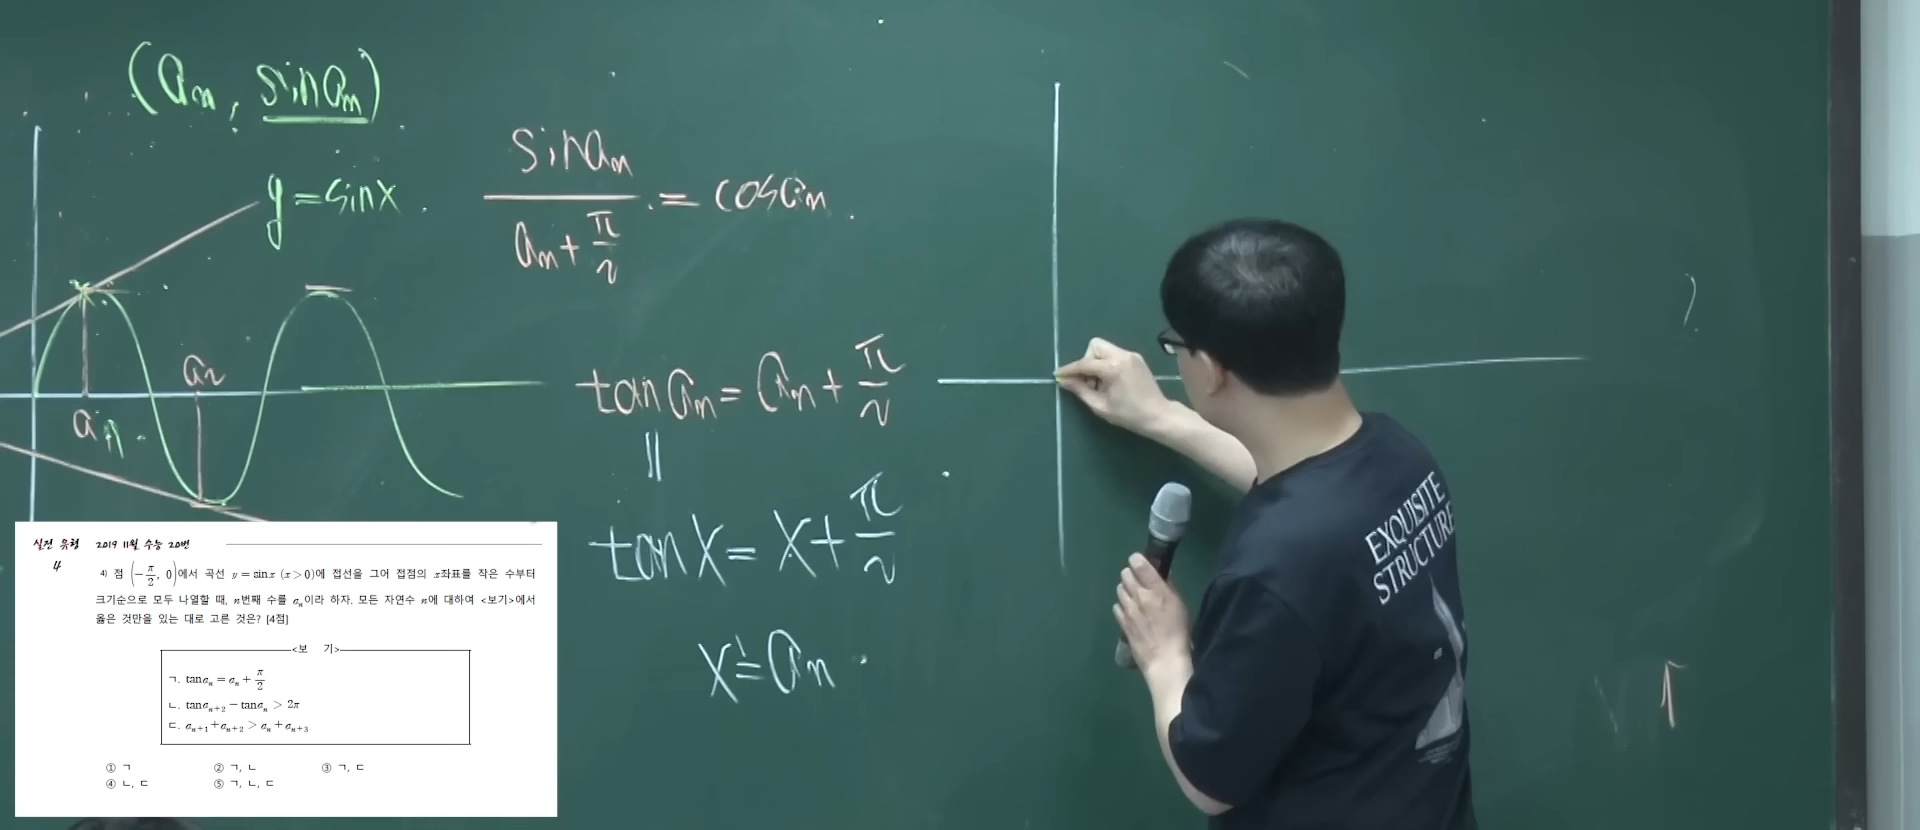 (aₙ, sin aₙ)
y = sin x
sin aₙ / (aₙ + π/2) = cos aₙ
a₂
a
n
tan aₙ = aₙ + π/2
||
tan x = x + π/2
x = aₙ
EXQUISITE
STRUCTURE
실전 유형 2019 11월 수능 20번
4
4) 점 (-π/2, 0)에서 곡선 y = sin x (x > 0)에 접선을 그어 접점의 x좌표를 작은 수부터
크기순으로 모두 나열할 때, n번째 수를 aₙ이라 하자. 모든 자연수 n에 대하여 <보기>에서
옳은 것만을 있는 대로 고른 것은? [4점]
<보 기>
ㄱ. tan aₙ = aₙ + π/2
ㄴ. tan aₙ₊₂ - tan aₙ > 2π
ㄷ. aₙ₊₁ + aₙ₊₂ > aₙ + aₙ₊₃
① ㄱ ② ㄱ, ㄴ ③ ㄱ, ㄷ
④ ㄴ, ㄷ ⑤ ㄱ, ㄴ, ㄷ